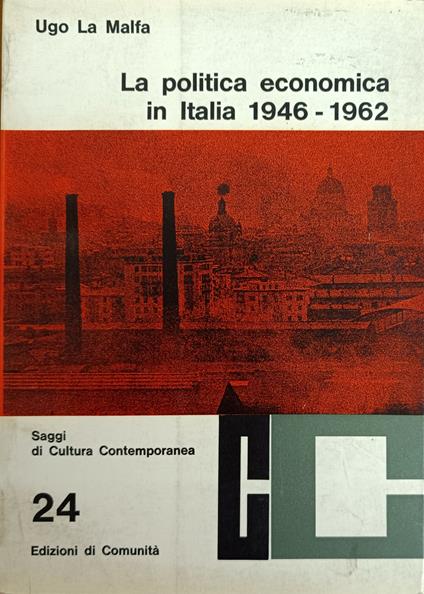 Ugo La Malfa
La politica economica
in Italia 1946 - 1962
Saggi
di Cultura Contemporanea
24
Edizioni di Comunità